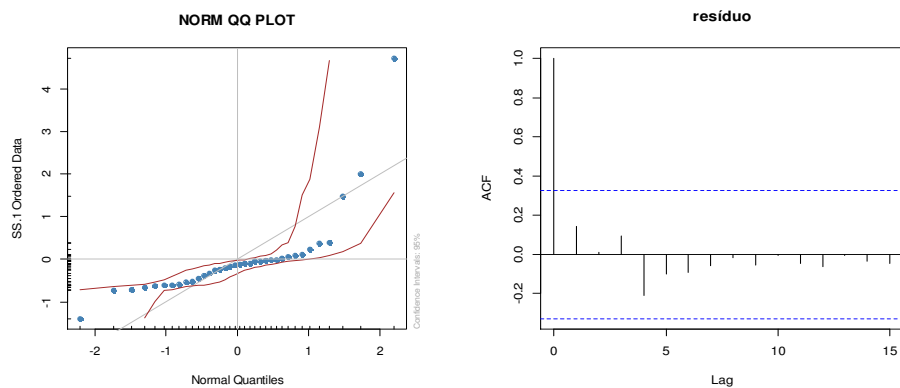 NORM QQ PLOT
SS.1 Ordered Data
4
3
2
1
0
-1
-2 -1 0 1 2
Normal Quantiles
Confidence Intervals: 95%
resíduo
ACF
1.0
0.8
0.6
0.4
0.2
0.0
-0.2
0 5 10 15
Lag